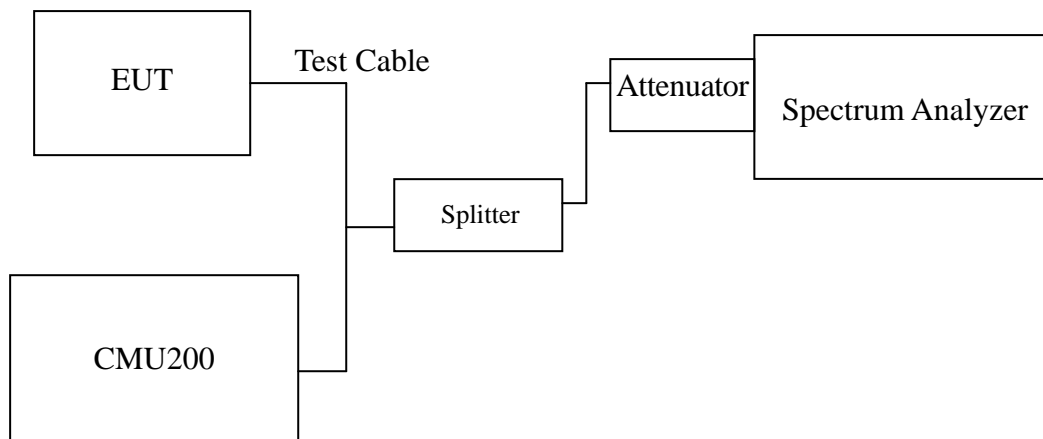 EUT
Test Cable
Attenuator
Spectrum Analyzer
Splitter
CMU200